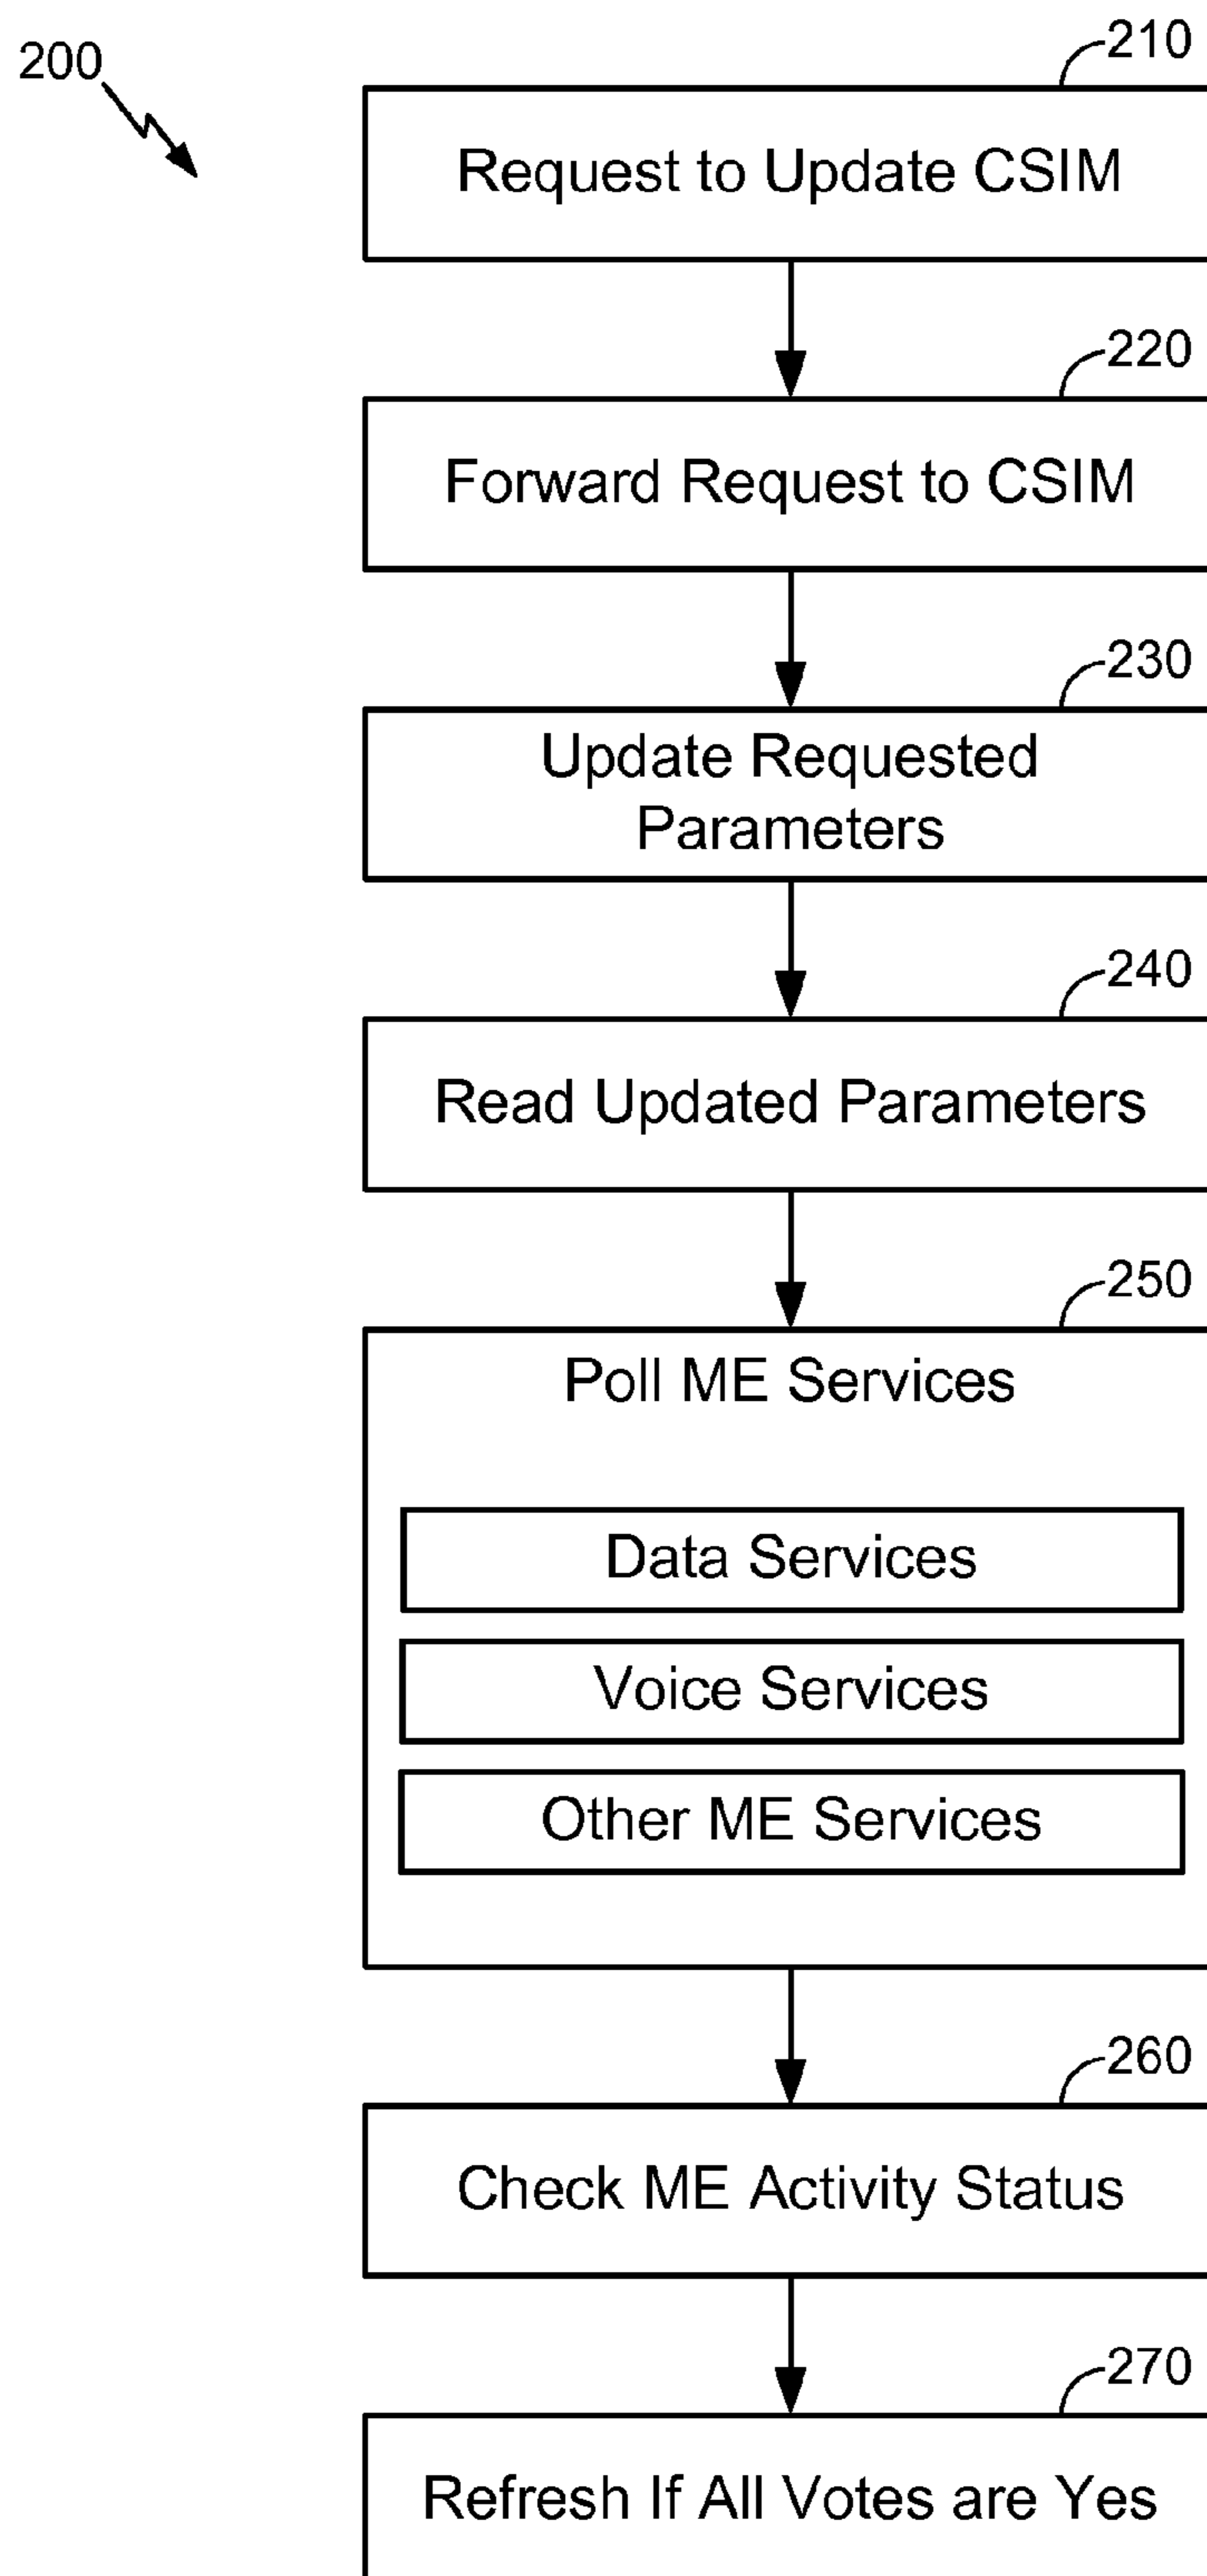 200
210
Request to Update CSIM
220
Forward Request to CSIM
230
Update Requested
Parameters
240
Read Updated Parameters
250
Poll ME Services
Data Services
Voice Services
Other ME Services
260
Check ME Activity Status
270
Refresh If All Votes are Yes